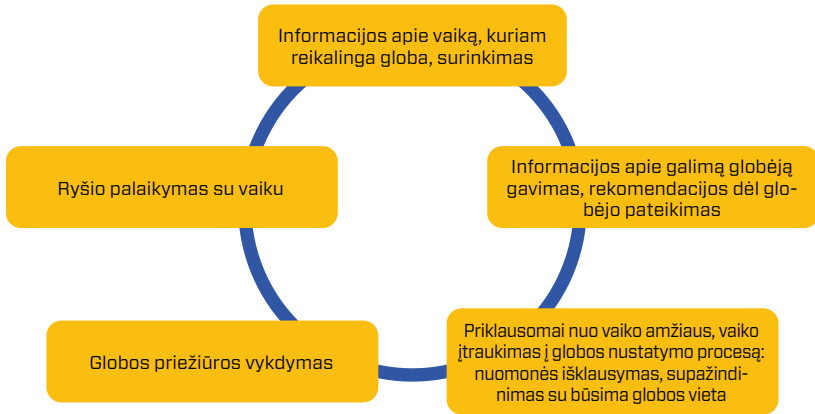 Informacijos apie vaiką, kuriam
reikalinga globa, surinkimas
Informacijos apie galimą globėją
gavimas, rekomendacijos dėl glo-
bėjo pateikimas
Priklausomai nuo vaiko amžiaus, vaiko
įtraukimas į globos nustatymo procesą:
nuomonės išklausymas, supažindi-
nimas su būsima globos vieta
Globos priežiūros vykdymas
Ryšio palaikymas su vaiku